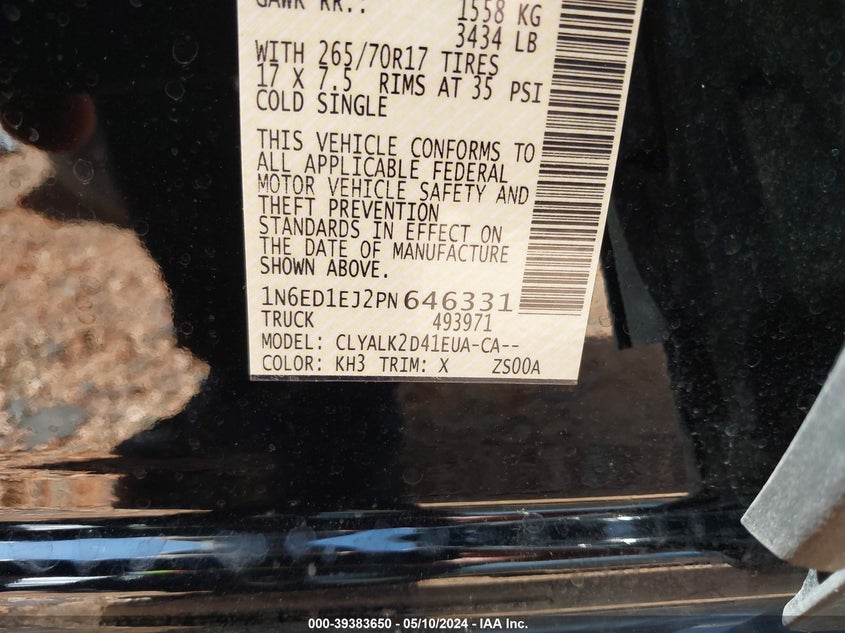 GAWR RR.: 1558 KG
3434 LB
WITH 265/70R17 TIRES
17 X 7.5 RIMS AT 35 PSI
COLD SINGLE
THIS VEHICLE CONFORMS TO
ALL APPLICABLE FEDERAL
MOTOR VEHICLE SAFETY AND
THEFT PREVENTION
STANDARDS IN EFFECT ON
THE DATE OF MANUFACTURE
SHOWN ABOVE.
1N6ED1EJ2PN646331
TRUCK 493971
MODEL: CLYALK2D41EUA-CA--
COLOR: KH3 TRIM: X ZS00A
000-39383650 - 05/10/2024 - IAA Inc.